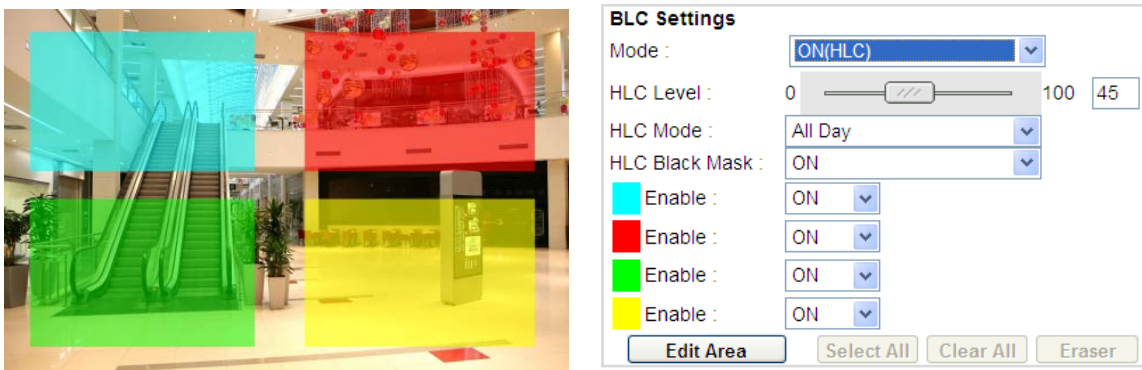 BLC Settings
Mode : ON(HLC)
HLC Level : 0 100 45
HLC Mode : All Day
HLC Black Mask : ON
Enable : ON
Enable : ON
Enable : ON
Enable : ON
Edit Area Select All Clear All Eraser